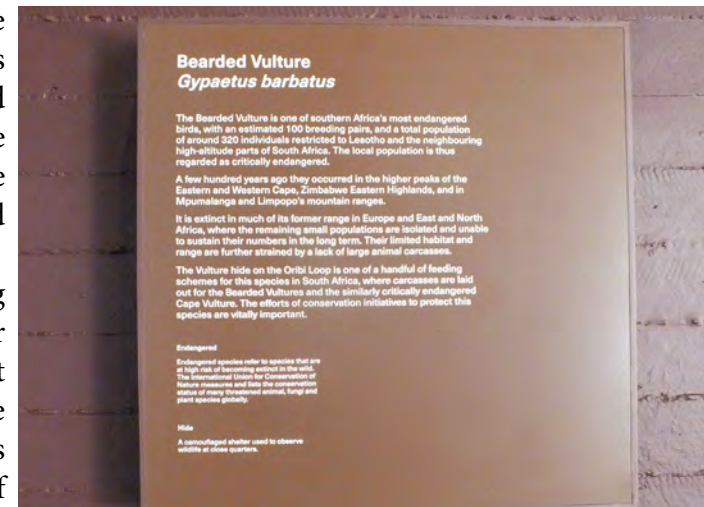 Bearded Vulture
Gypaetus barbatus
The Bearded Vulture is one of southern Africa's most endangered
birds, with an estimated 100 breeding pairs, and a total population
of around 320 individuals restricted to Lesotho and the neighbouring
high-altitude parts of South Africa. The local population is thus
regarded as critically endangered.
A few hundred years ago they occurred in the higher peaks of the
Eastern and Western Cape, Zimbabwe Eastern Highlands, and in
Mpumalanga and Limpopo's mountain ranges.
It is extinct in much of its former range in Europe and East and North
Africa, where the remaining small populations are isolated and unable
to sustain their numbers in the long term. Their limited habitat and
range are further strained by a lack of large animal carcasses.
The Vulture hide on the Oribi Loop is one of a handful of feeding
schemes for this species in South Africa, where carcasses are laid
out for the Bearded Vultures and the similarly critically endangered
Cape Vulture. The efforts of conservation initiatives to protect this
species are vitally important.
Endangered
Endangered species refer to species that are
at high risk of becoming extinct in the wild.
The International Union for Conservation of
Nature measures and lists the conservation
status of many threatened animal, fungi and
plant species globally.
Hide
A camouflaged shelter used to observe
wildlife at close quarters.